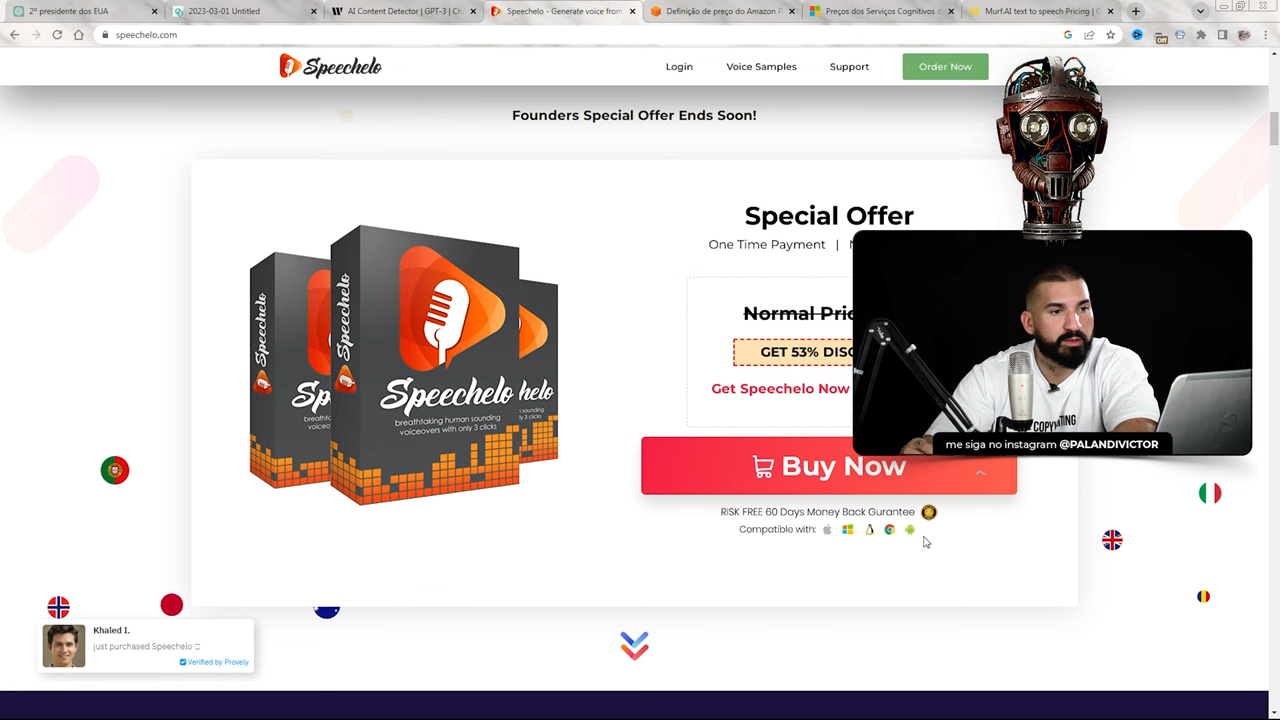 2º presidente dos EUA
2023-03-01 Untitled
AI Content Detector | GPT-3 | Ch
Speechelo - Generate voice from
Definição de preço do Amazon P
Preços dos Serviços Cognitivos d
Murf.AI text to speech Pricing | G
speechelo.com
Off
Speechelo
Login
Voice Samples
Support
Order Now
Founders Special Offer Ends Soon!
Special Offer
One Time Payment |
Normal Pric
GET 53% DISC
Get Speechelo Now
Speechelo
breathtaking human sounding
voiceovers with only 3 clicks
helo
Buy Now
RISK FREE 60 Days Money Back Gurantee
Compatible with:
me siga no instagram @PALANDIVICTOR
Khaled I.
just purchased Speechelo
Verified by Provely